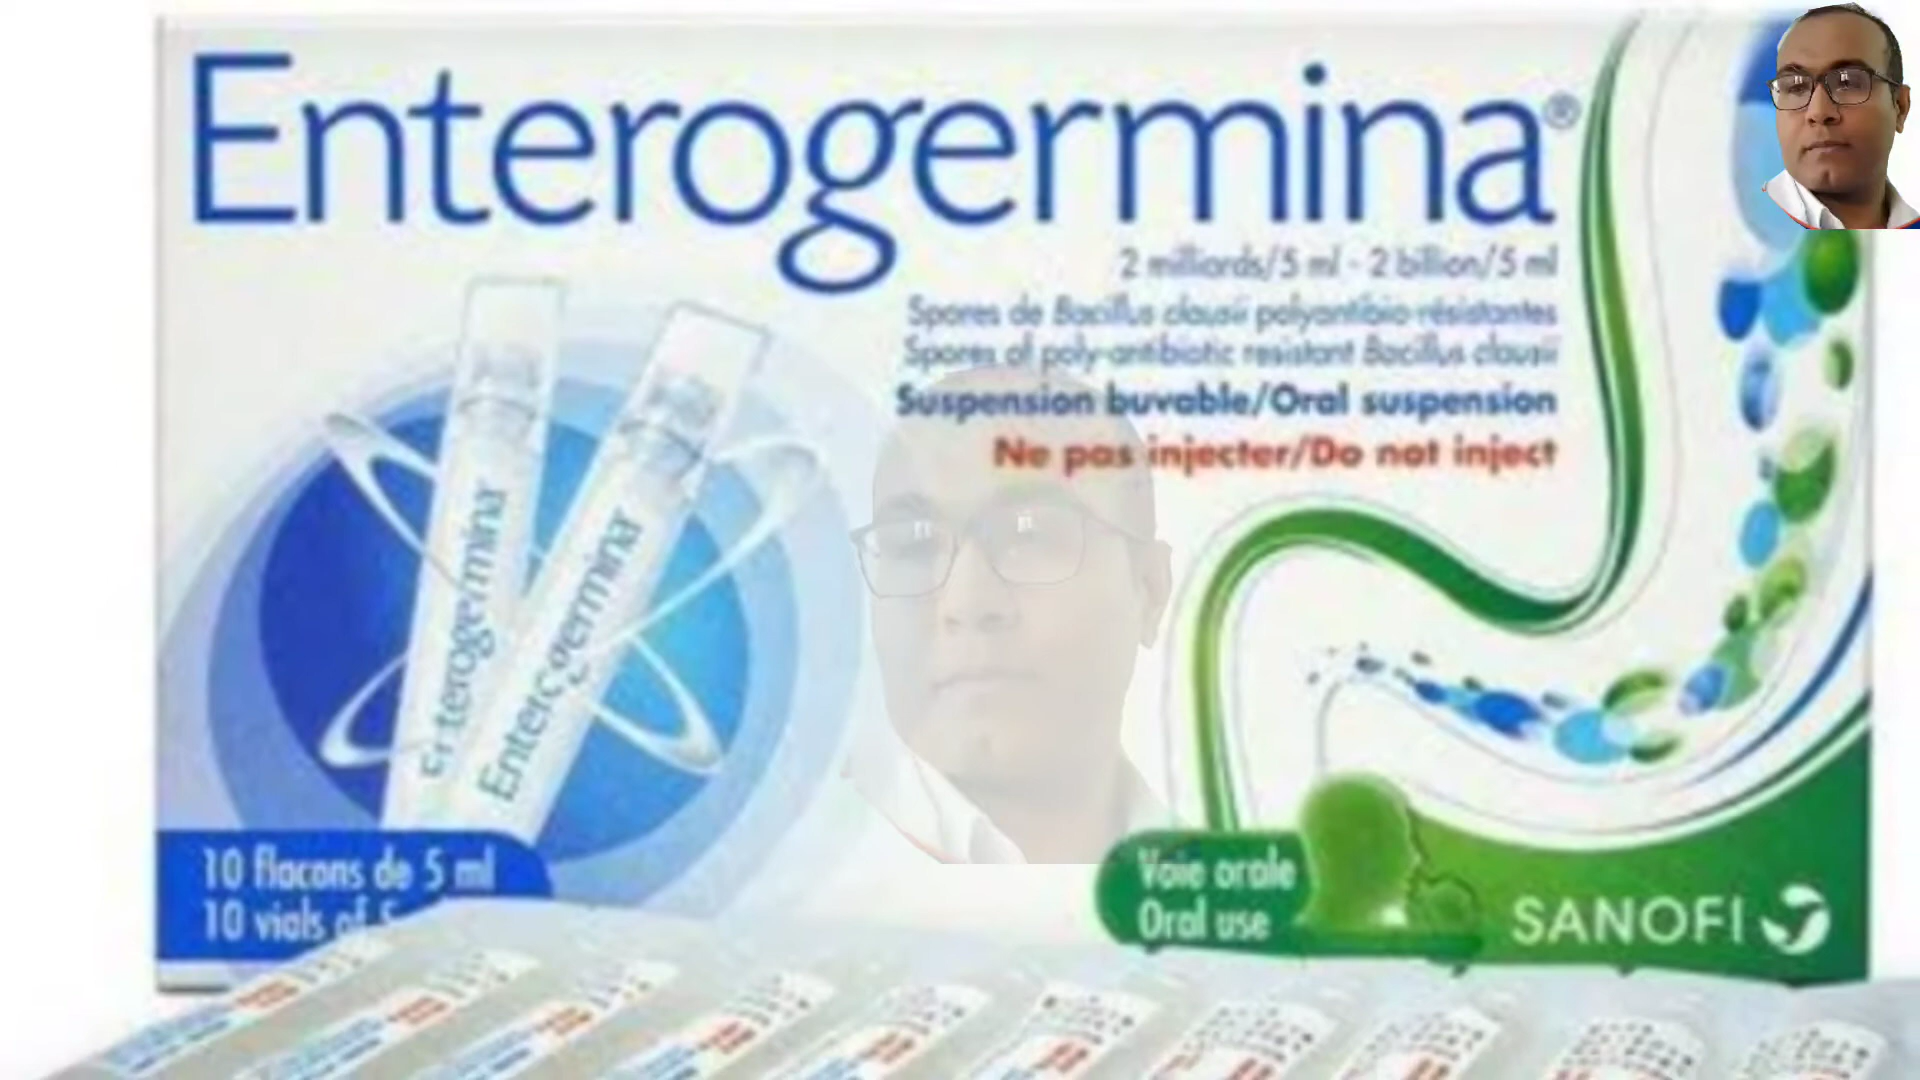 Enterogermina®
2 milliards/5 ml - 2 billion/5 ml
Spores de Bacillus clausii polyantibio-résistantes
Spores of poly-antibiotic resistant Bacillus clausii
Suspension buvable/Oral suspension
Ne pas injecter/Do not inject
Enterogermina
Enterogermina
10 flacons de 5 ml
10 vials of 5
Voie orale
Oral use
SANOFI